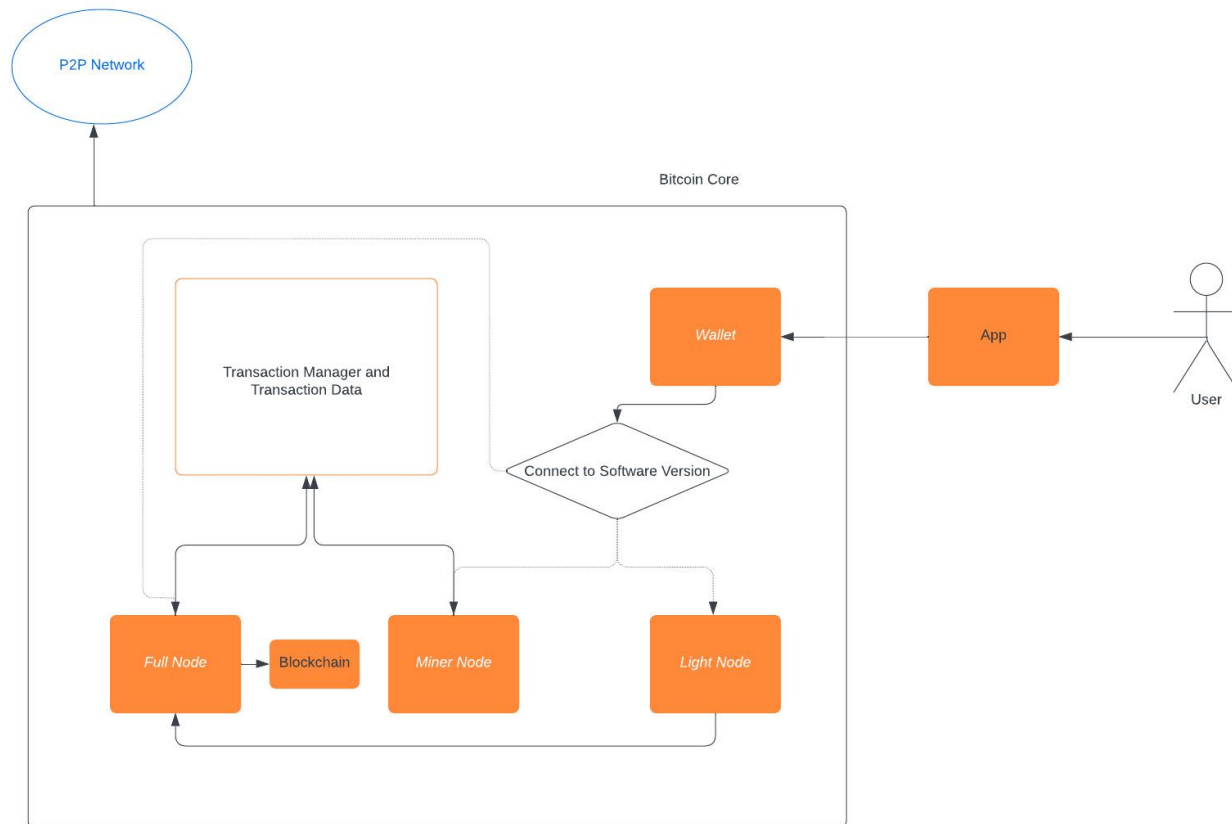 P2P Network
Bitcoin Core
Wallet
App
User
Transaction Manager and
Transaction Data
Connect to Software Version
Full Node
Blockchain
Miner Node
Light Node